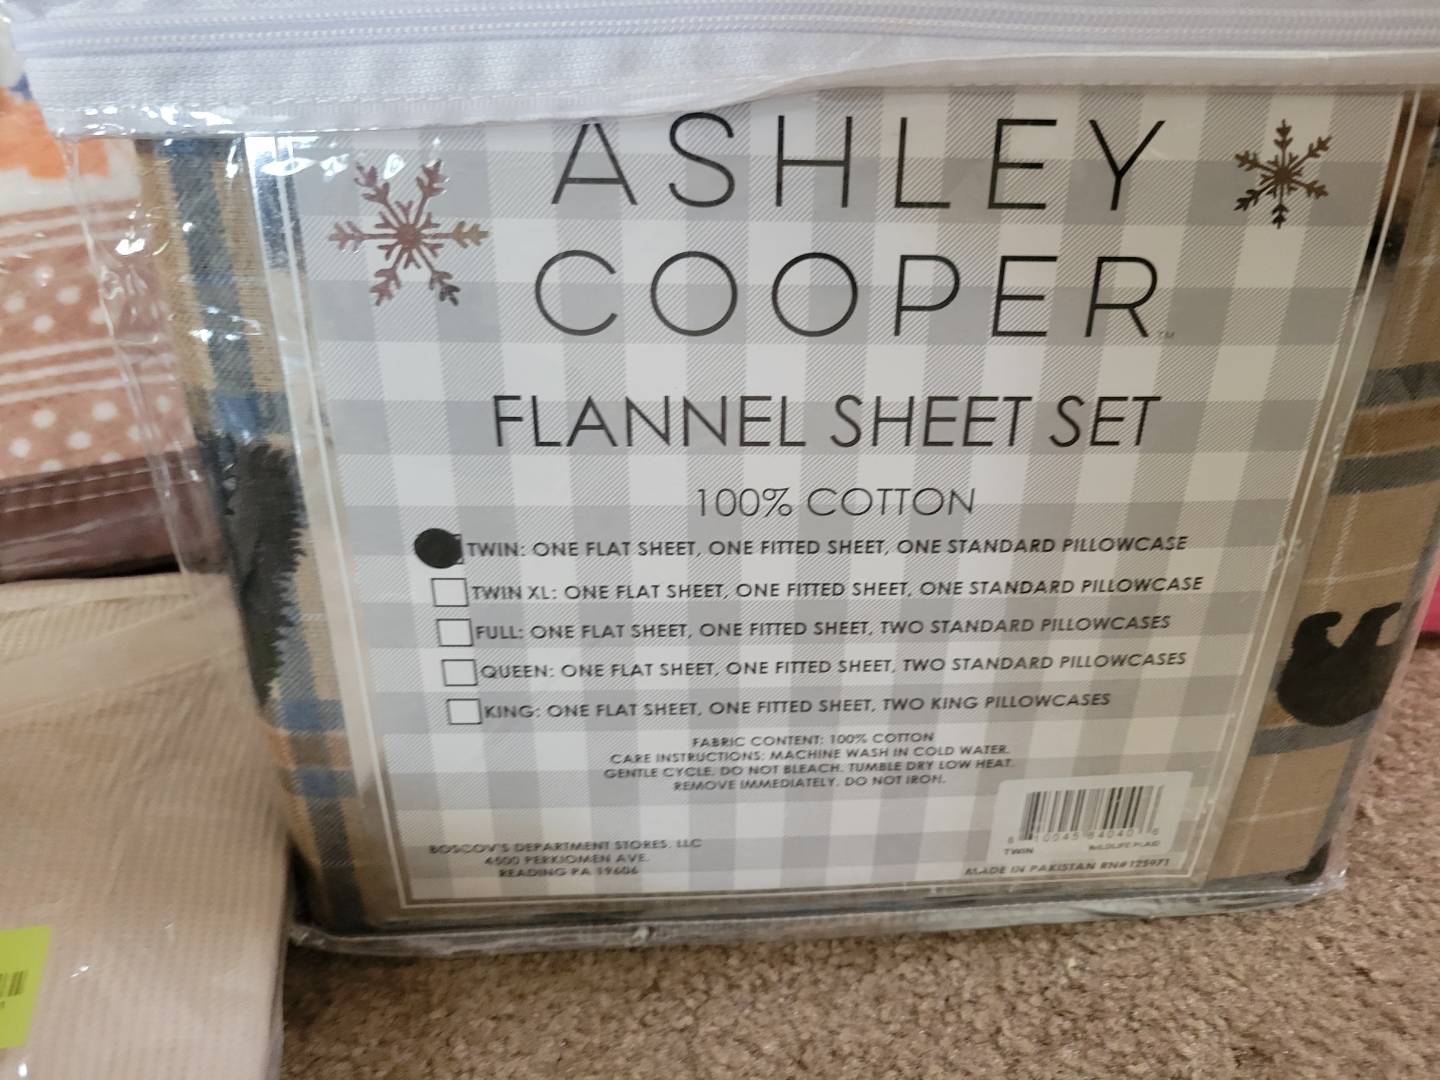 ASHLEY
COOPER™
FLANNEL SHEET SET
100% COTTON
TWIN: ONE FLAT SHEET, ONE FITTED SHEET, ONE STANDARD PILLOWCASE
TWIN XL: ONE FLAT SHEET, ONE FITTED SHEET, ONE STANDARD PILLOWCASE
FULL: ONE FLAT SHEET, ONE FITTED SHEET, TWO STANDARD PILLOWCASES
QUEEN: ONE FLAT SHEET, ONE FITTED SHEET, TWO STANDARD PILLOWCASES
KING: ONE FLAT SHEET, ONE FITTED SHEET, TWO KING PILLOWCASES
FABRIC CONTENT: 100% COTTON
CARE INSTRUCTIONS: MACHINE WASH IN COLD WATER.
GENTLE CYCLE. DO NOT BLEACH. TUMBLE DRY LOW HEAT.
REMOVE IMMEDIATELY. DO NOT IRON.
BOSCOV'S DEPARTMENT STORES, LLC
4500 PERKIOMEN AVE.
READING PA 19606
TWIN WILDLIFE PLAID
MADE IN PAKISTAN RN#125971